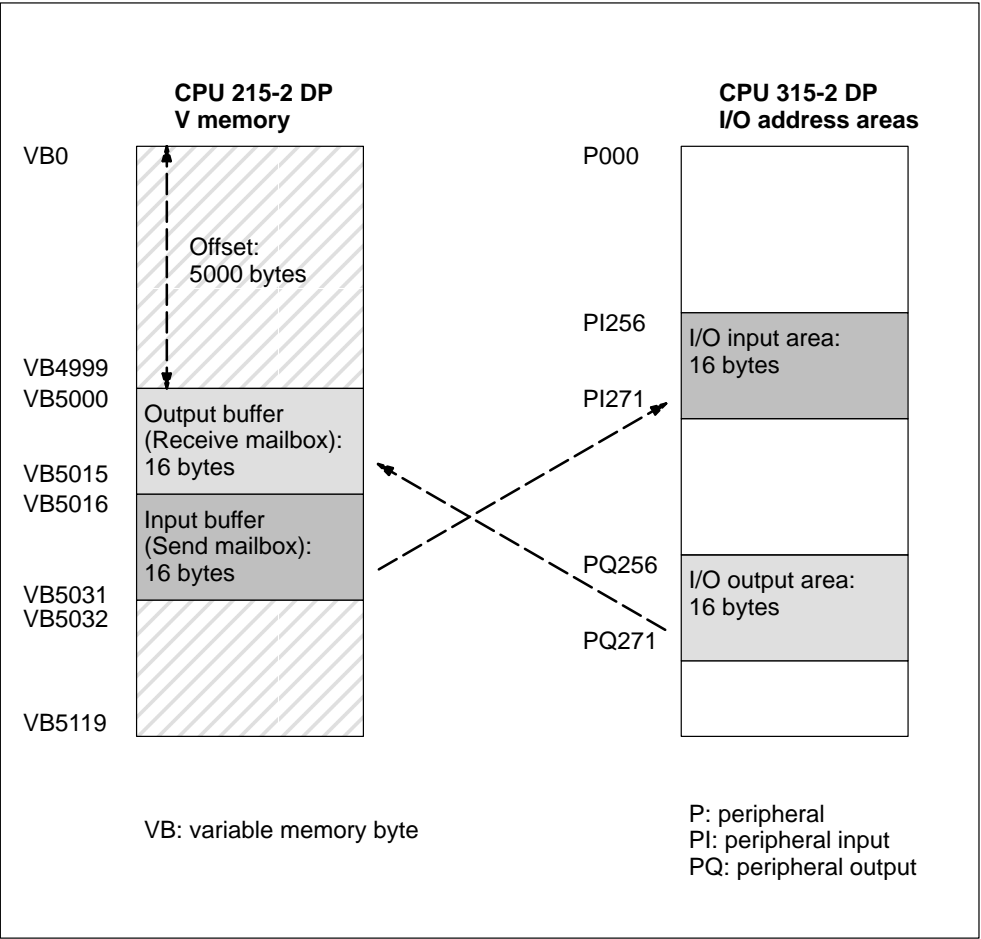 CPU 215-2 DP
V memory
VB0
Offset:
5000 bytes
VB4999
VB5000
Output buffer
(Receive mailbox):
16 bytes
VB5015
VB5016
Input buffer
(Send mailbox):
16 bytes
VB5031
VB5032
VB5119
VB: variable memory byte
CPU 315-2 DP
I/O address areas
P000
PI256
I/O input area:
16 bytes
PI271
PQ256
I/O output area:
16 bytes
PQ271
P: peripheral
PI: peripheral input
PQ: peripheral output